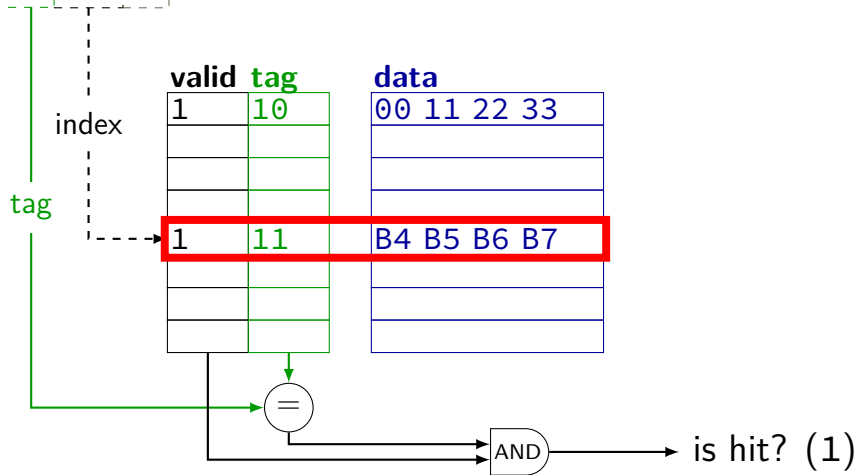 valid tag data
1 10 00 11 22 33
index
tag
1 11 B4 B5 B6 B7
=
AND is hit? (1)